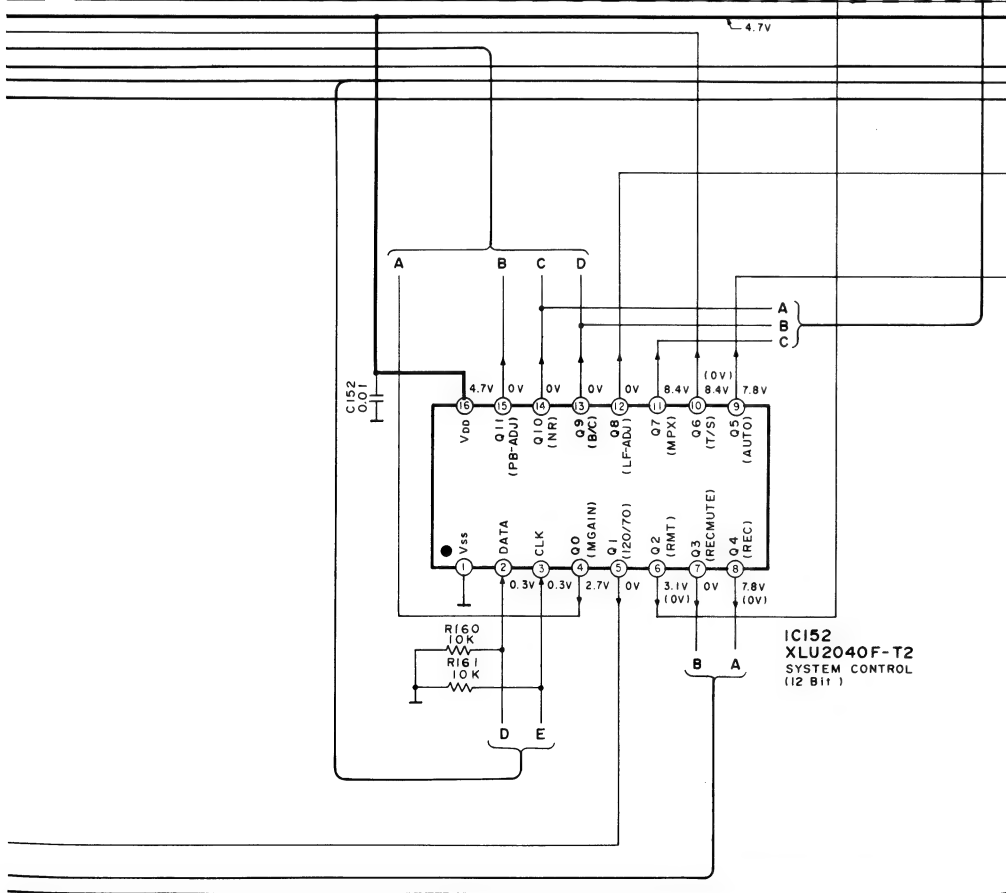 4.7V
A B C D
A
B
C
C152
0.01
4.7V 0V 0V 0V 0V 8.4V (0V) 8.4V 7.8V
16 15 14 13 12 11 10 9
VDD
Q11
(PB-ADJ)
Q10
(NR)
Q9
(B/C)
Q8
(LF-ADJ)
Q7
(MPX)
Q6
(T/S)
Q5
(AUTO)
Vss
DATA
CLK
Q0
(MGAIN)
Q1
(120/70)
Q2
(RMT)
Q3
(RECMUTE)
Q4
(REC)
1 2 3 4 5 6 7 8
0.3V 0.3V 2.7V 0V 3.1V (0V) 0V 7.8V (0V)
R160
10K
R161
10K
B A
IC152
XLU2040F-T2
SYSTEM CONTROL
(12 Bit )
D E